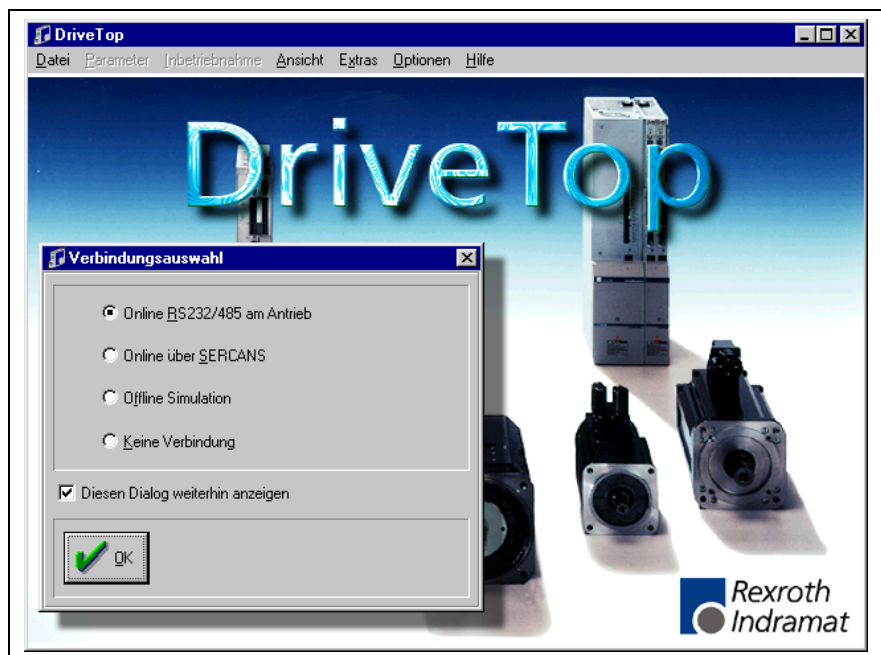 DriveTop
Datei Parameter Inbetriebnahme Ansicht Extras Optionen Hilfe
DriveTop
Verbindungsauswahl
Online RS232/485 am Antrieb
Online über SERCANS
Offline Simulation
Keine Verbindung
Diesen Dialog weiterhin anzeigen
OK
Rexroth
Indramat